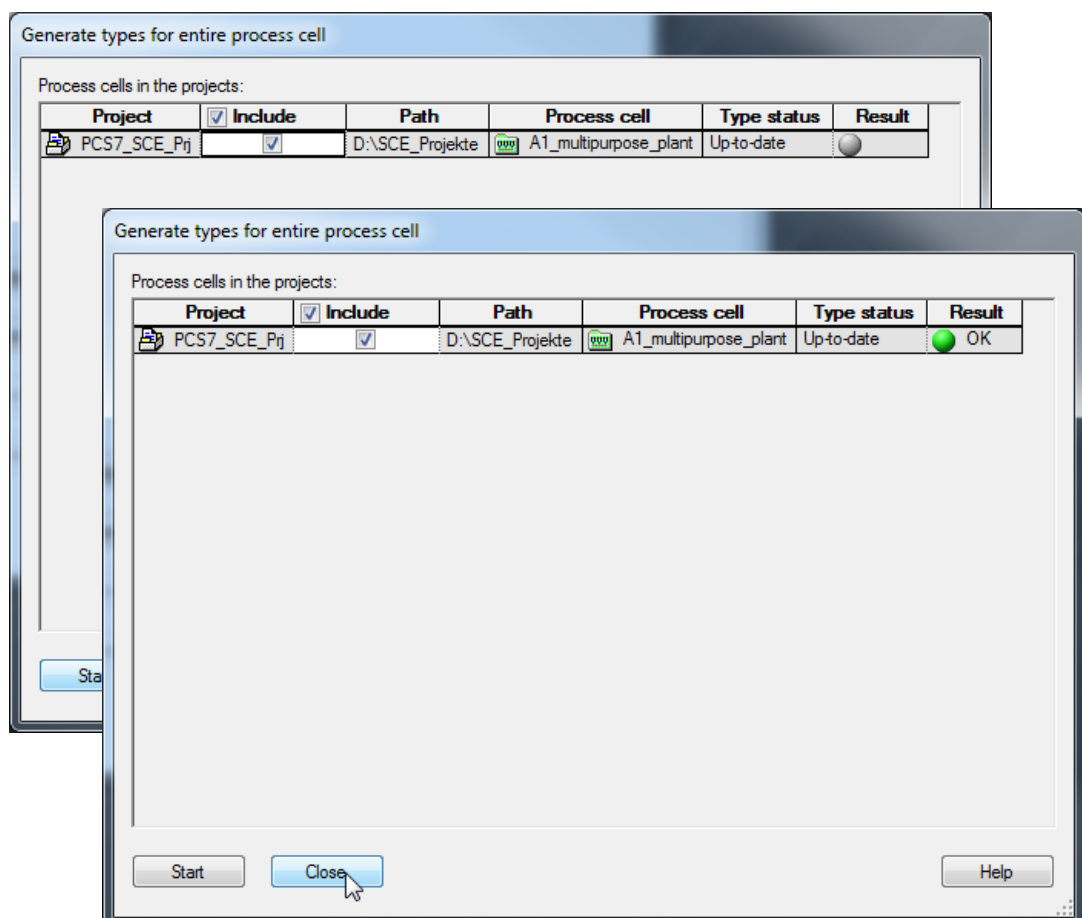 Generate types for entire process cell
Process cells in the projects:
Project Include Path Process cell Type status Result
PCS7_SCE_Prj D:\SCE_Projekte A1_multipurpose_plant Up-to-date
Sta
Generate types for entire process cell
Process cells in the projects:
Project Include Path Process cell Type status Result
PCS7_SCE_Prj D:\SCE_Projekte A1_multipurpose_plant Up-to-date OK
Start Close Help